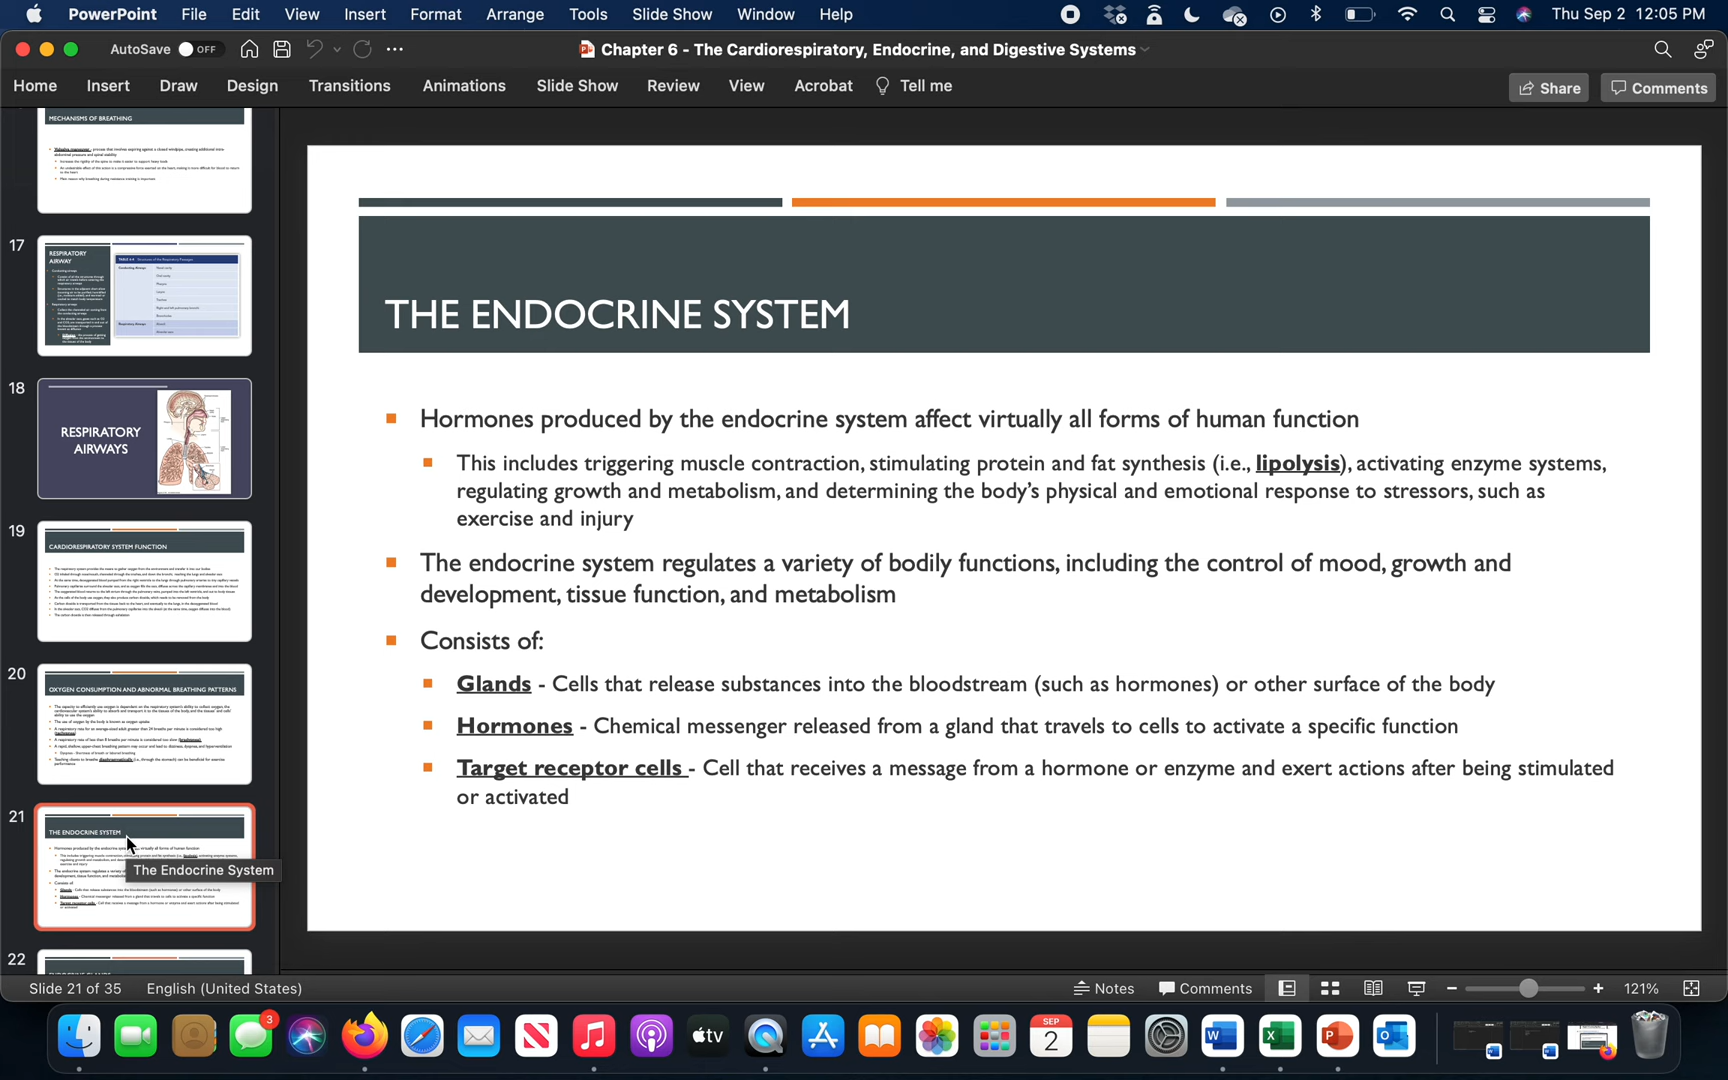 PowerPoint File Edit View Insert Format Arrange Tools Slide Show Window Help Thu Sep 2 12:05 PM
AutoSave OFF Chapter 6 - The Cardiorespiratory, Endocrine, and Digestive Systems
Home Insert Draw Design Transitions Animations Slide Show Review View Acrobat Tell me Share Comments
MECHANISMS OF BREATHING
17
RESPIRATORY
AIRWAY
18
RESPIRATORY
AIRWAYS
19
CARDIORESPIRATORY SYSTEM FUNCTION
20
OXYGEN CONSUMPTION AND ABNORMAL BREATHING PATTERNS
21
THE ENDOCRINE SYSTEM
The Endocrine System
22
THE ENDOCRINE SYSTEM
Hormones produced by the endocrine system affect virtually all forms of human function
This includes triggering muscle contraction, stimulating protein and fat synthesis (i.e., lipolysis), activating enzyme systems,
regulating growth and metabolism, and determining the body's physical and emotional response to stressors, such as
exercise and injury
The endocrine system regulates a variety of bodily functions, including the control of mood, growth and
development, tissue function, and metabolism
Consists of:
Glands - Cells that release substances into the bloodstream (such as hormones) or other surface of the body
Hormones - Chemical messenger released from a gland that travels to cells to activate a specific function
Target receptor cells - Cell that receives a message from a hormone or enzyme and exert actions after being stimulated
or activated
Slide 21 of 35 English (United States) Notes Comments 121%
3
tv
SEP
2